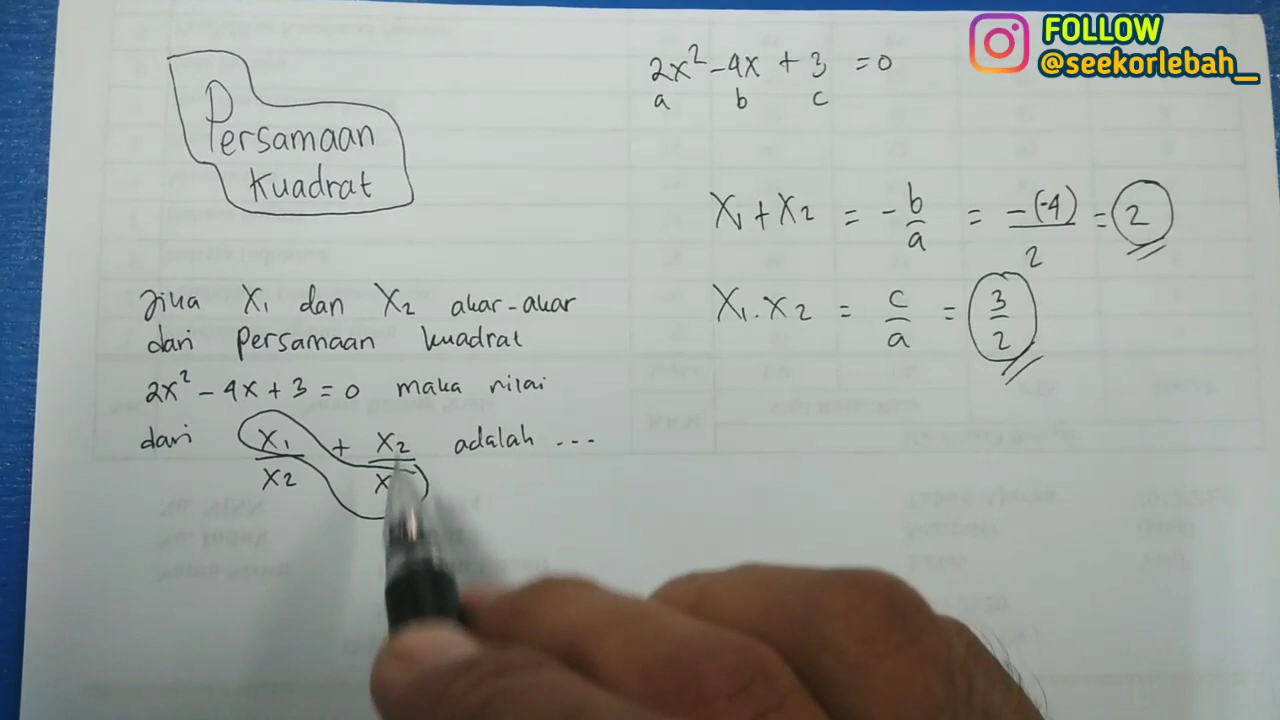 FOLLOW
@seekorlebah_
Persamaan
Kuadrat
2x² - 4x + 3 = 0
a b c
X₁ + X₂ = - b/a = -(-4)/2 = 2
X₁ . X₂ = c/a = 3/2
Jika X₁ dan X₂ akar-akar
dari persamaan kuadrat
2x² - 4x + 3 = 0 maka nilai
dari X₁/X₂ + X₂/X adalah ...